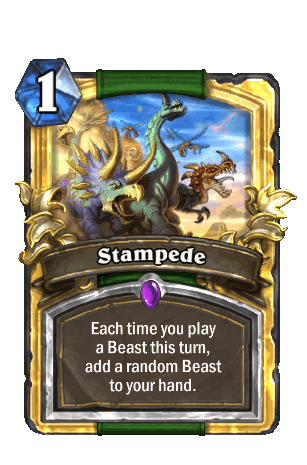 1
Stampede
Each time you play
a Beast this turn,
add a random Beast
to your hand.